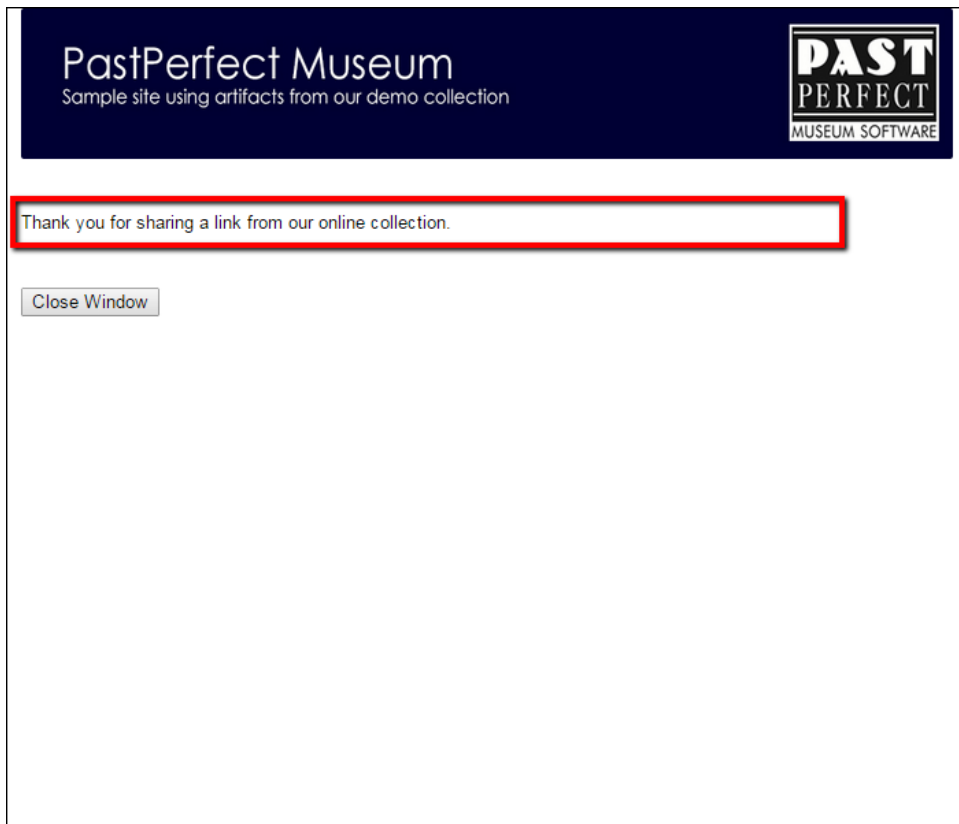 PastPerfect Museum
Sample site using artifacts from our demo collection
PAST
PERFECT
MUSEUM SOFTWARE
Thank you for sharing a link from our online collection.
Close Window